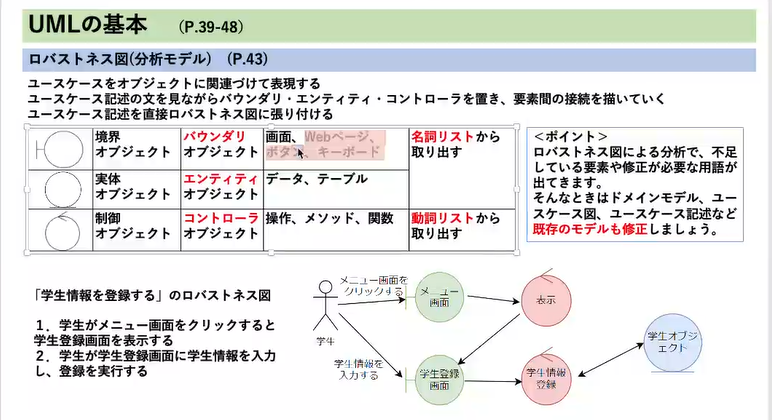 UMLの基本 (P.39-48)
ロバストネス図(分析モデル) (P.43)
ユースケースをオブジェクトに関連づけて表現する
ユースケース記述の文を見ながらバウンダリ・エンティティ・コントローラを置き、要素間の接続を描いていく
ユースケース記述を直接ロバストネス図に張り付ける
境界
オブジェクト
バウンダリ
オブジェクト
画面、Webページ、
ボタン、キーボード
名詞リストから
取り出す
実体
オブジェクト
エンティティ
オブジェクト
データ、テーブル
制御
オブジェクト
コントローラ
オブジェクト
操作、メソッド、関数
動詞リストから
取り出す
＜ポイント＞
ロバストネス図による分析で、不足
している要素や修正が必要な用語が
出てきます。
そんなときはドメインモデル、ユー
スケース図、ユースケース記述など
既存のモデルも修正しましょう。
「学生情報を登録する」のロバストネス図
１．学生がメニュー画面をクリックすると
学生登録画面を表示する
２．学生が学生登録画面に学生情報を入力
し、登録を実行する
学生
メニュー画面を
クリックする
学生情報を
入力する
メニュー
画面
表示
学生登録
画面
学生情報
登録
学生オブジ
ェクト